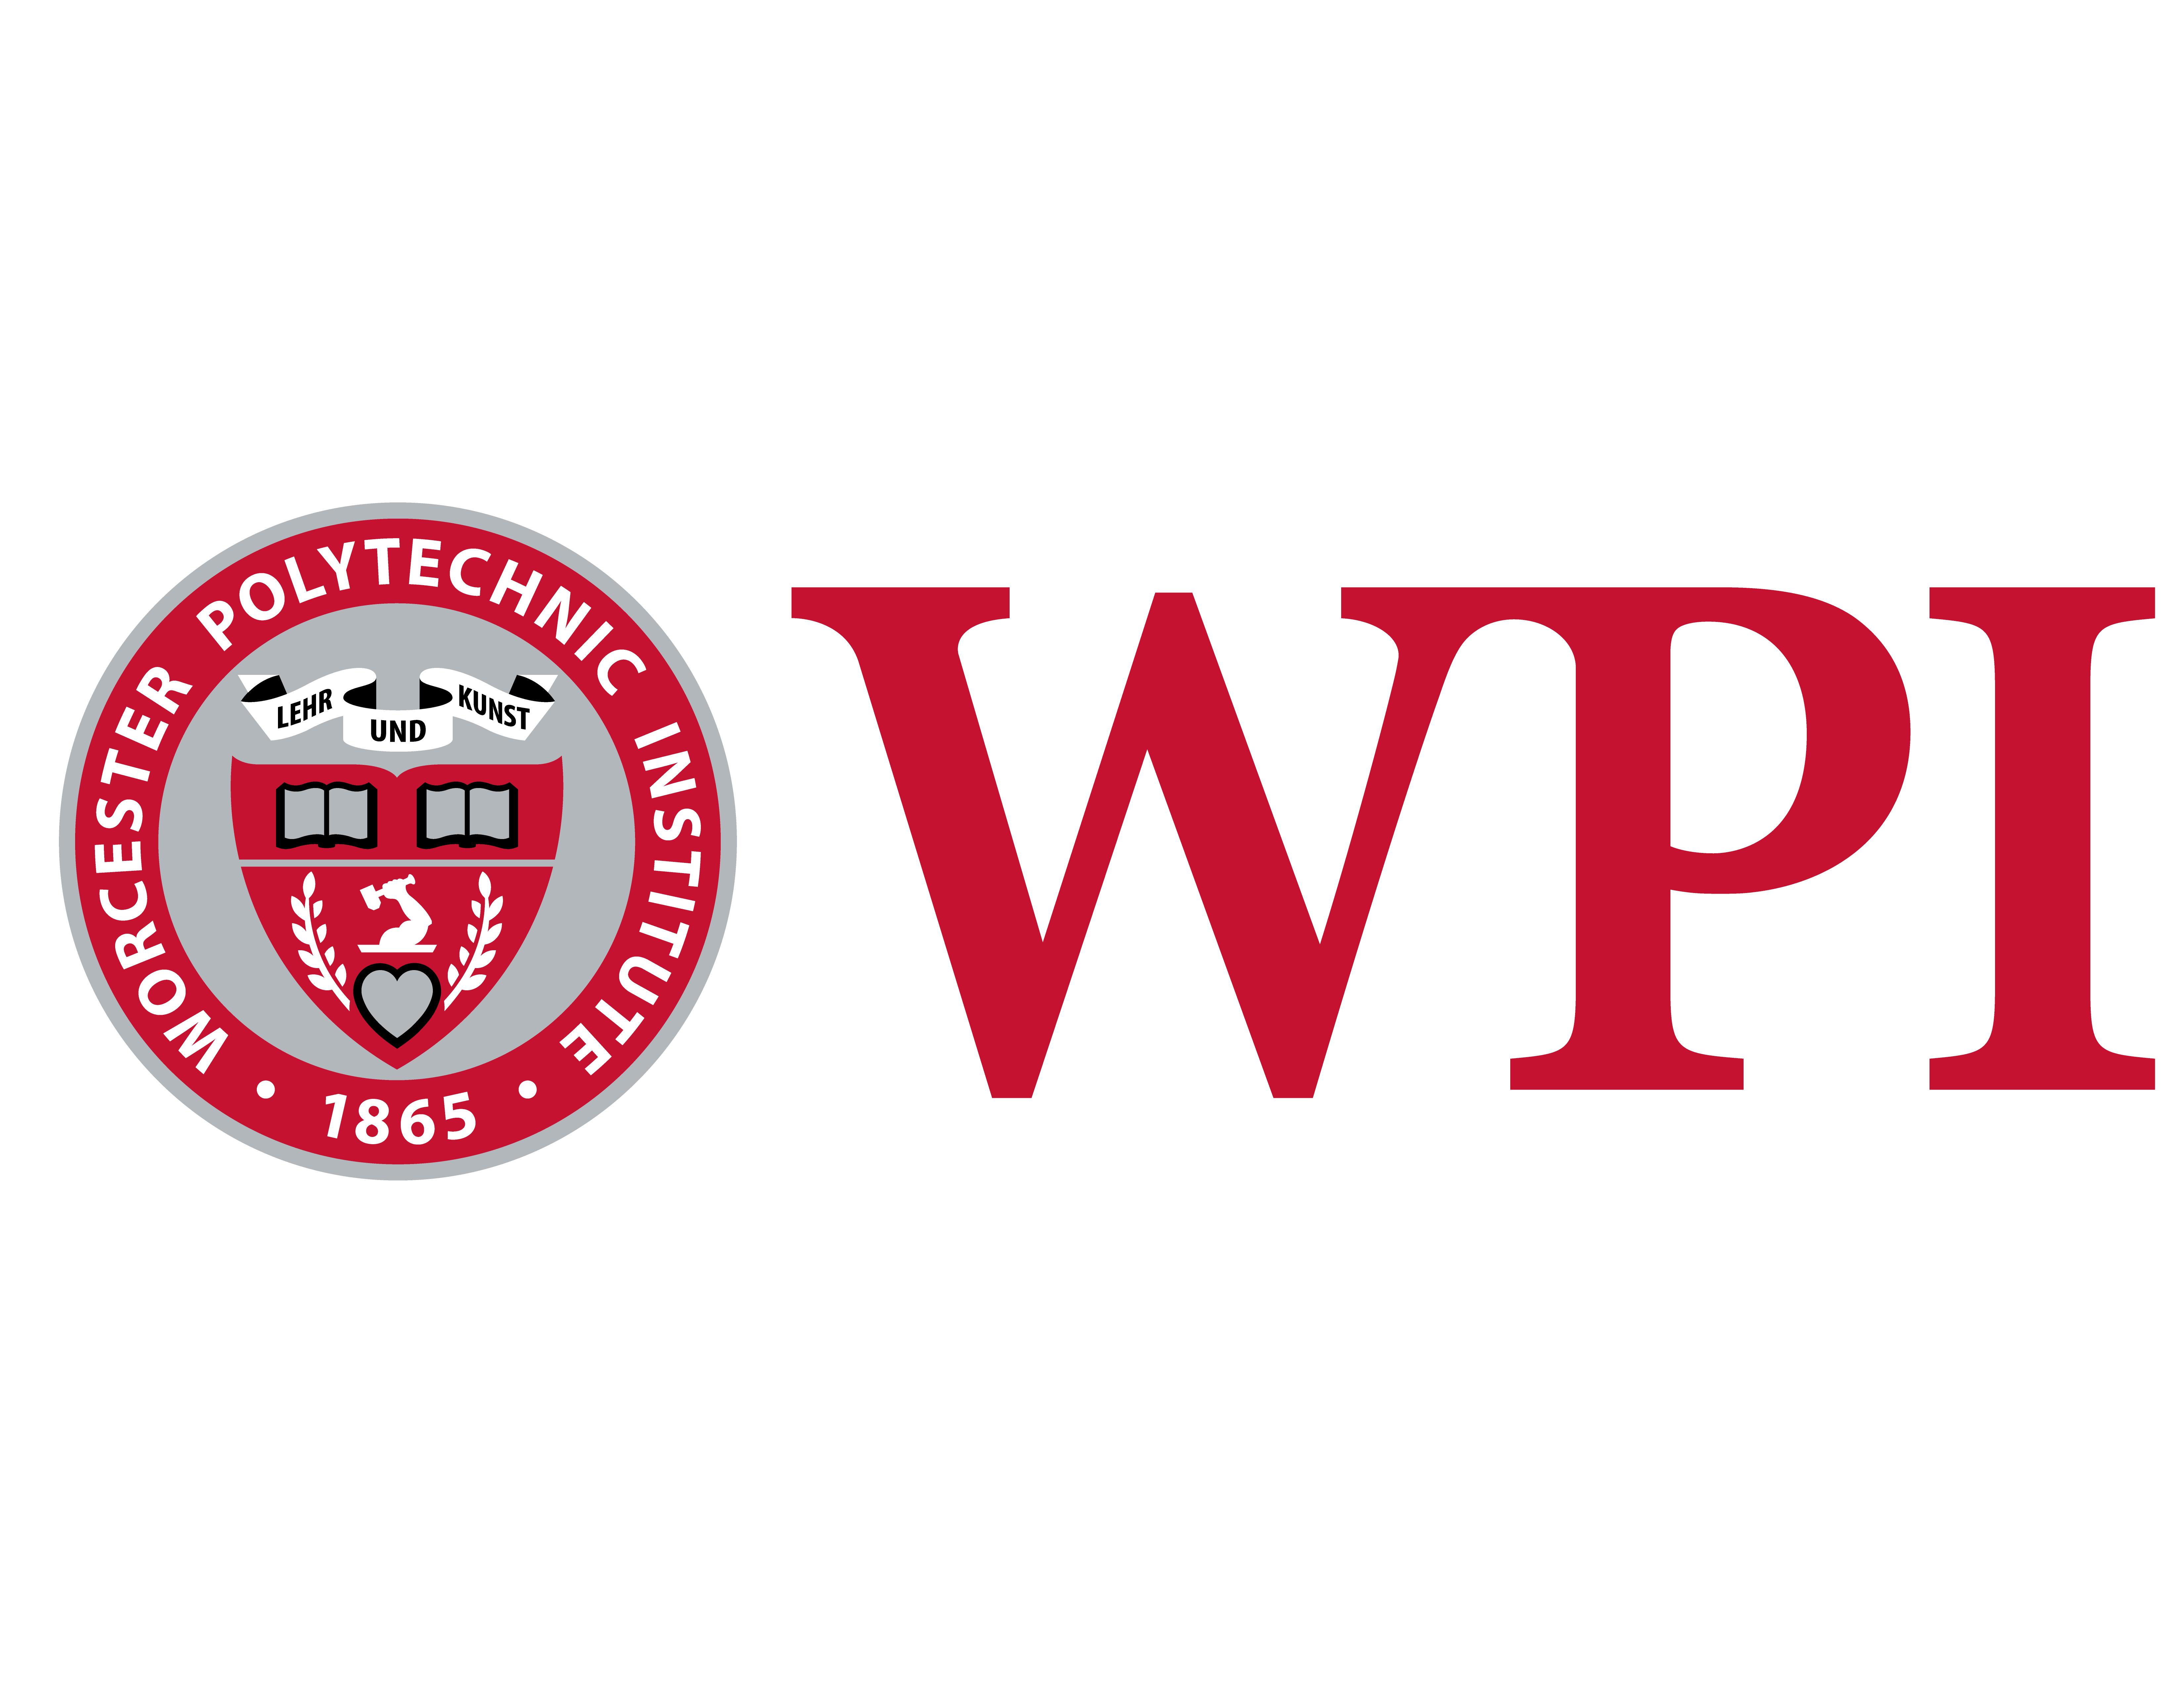 WORCESTER POLYTECHNIC INSTITUTE
LEHR UND KUNST
1865
WPI